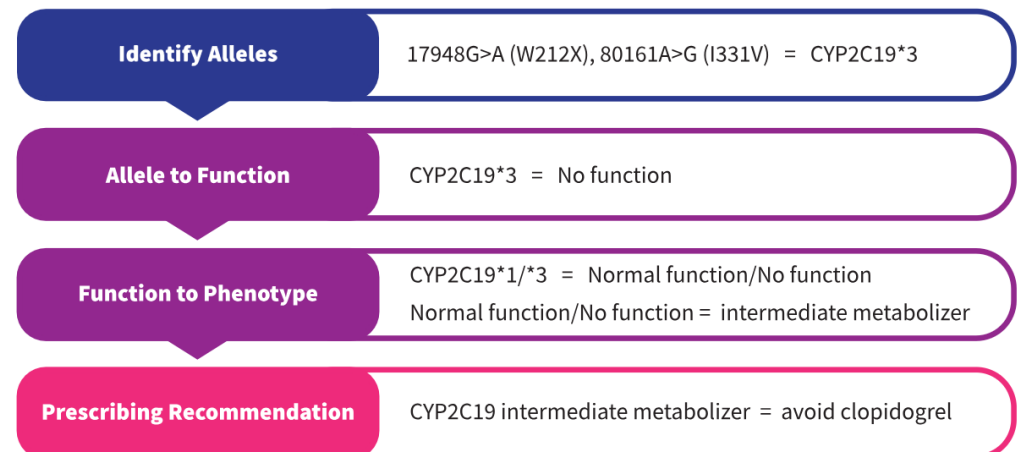 Identify Alleles
17948G>A (W212X), 80161A>G (I331V) = CYP2C19*3
Allele to Function
CYP2C19*3 = No function
Function to Phenotype
CYP2C19*1/*3 = Normal function/No function
Normal function/No function = intermediate metabolizer
Prescribing Recommendation
CYP2C19 intermediate metabolizer = avoid clopidogrel